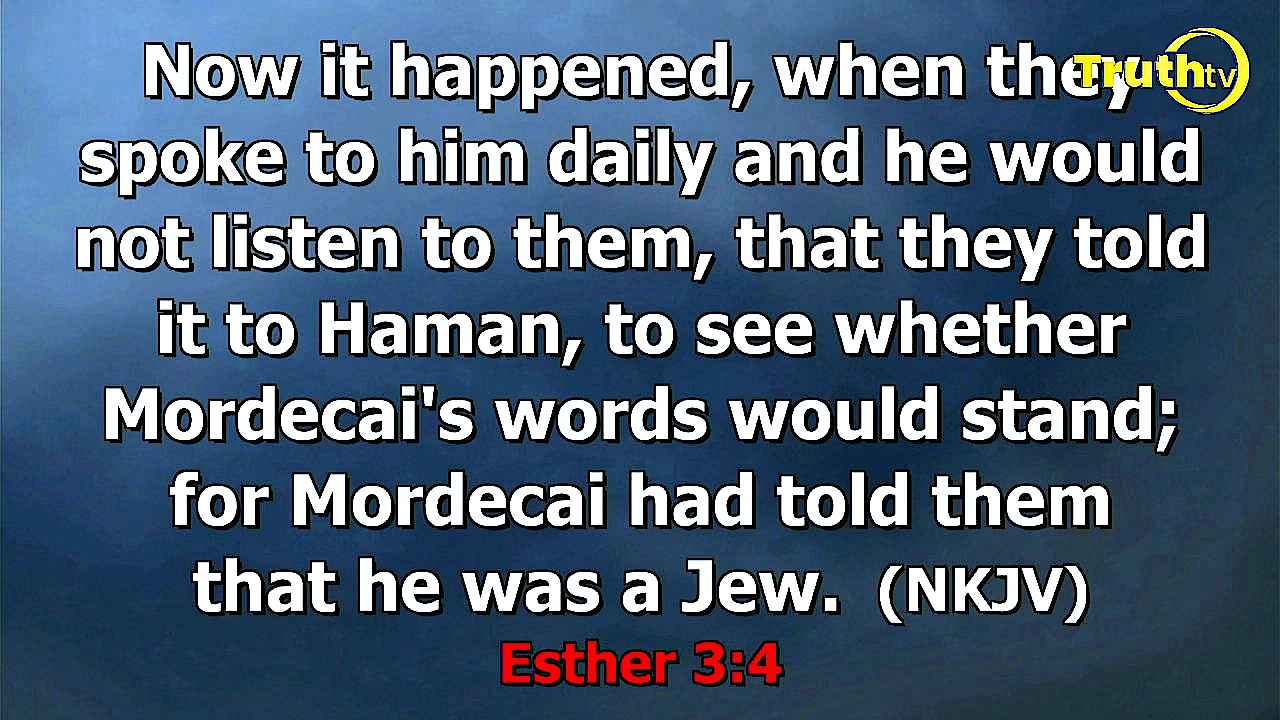 Now it happened, when they
Truthtv
spoke to him daily and he would
not listen to them, that they told
it to Haman, to see whether
Mordecai's words would stand;
for Mordecai had told them
that he was a Jew. (NKJV)
Esther 3:4